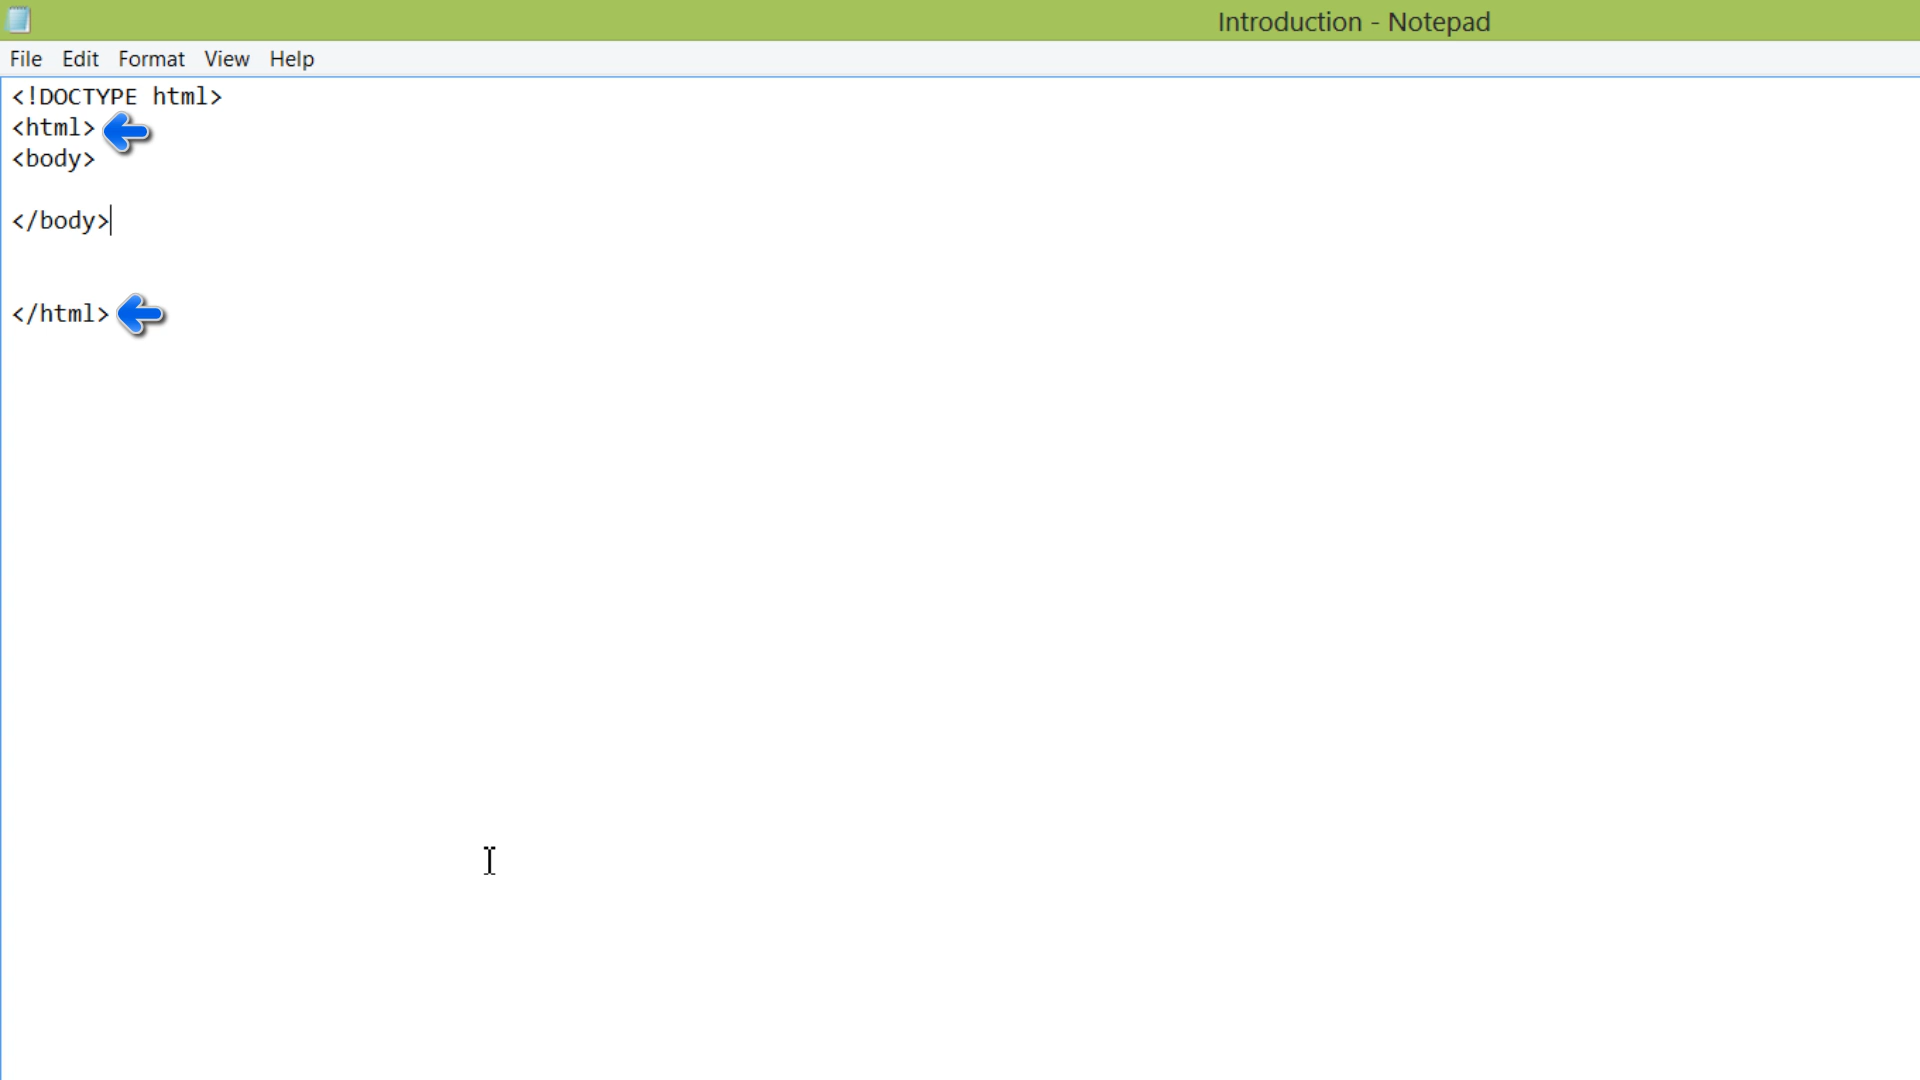 Introduction - Notepad
File Edit Format View Help
<!DOCTYPE html>
<html>
<body>
</body>
</html>